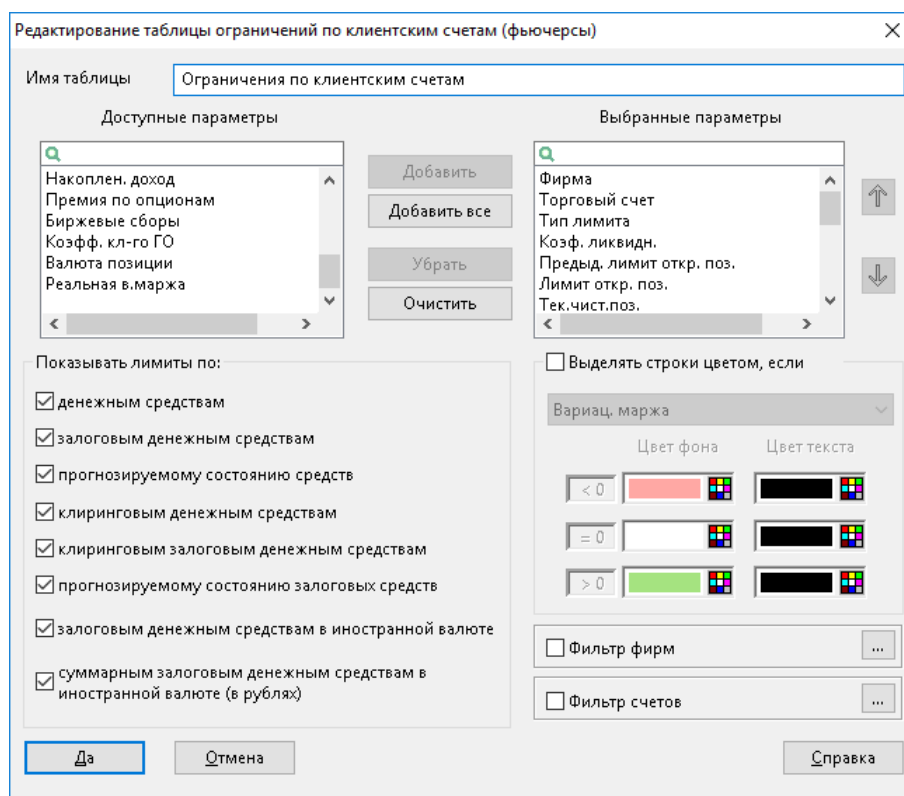 Редактирование таблицы ограничений по клиентским счетам (фьючерсы)
Имя таблицы
Ограничения по клиентским счетам
Доступные параметры
Накоплен. доход
Премия по опционам
Биржевые сборы
Коэфф. кл-го ГО
Валюта позиции
Реальная в.маржа
Добавить
Добавить все
Убрать
Очистить
Выбранные параметры
Фирма
Торговый счет
Тип лимита
Коэф. ликвидн.
Предыд. лимит откр. поз.
Лимит откр. поз.
Тек.чист.поз.
Показывать лимиты по:
денежным средствам
залоговым денежным средствам
прогнозируемому состоянию средств
клиринговым денежным средствам
клиринговым залоговым денежным средствам
прогнозируемому состоянию залоговых средств
залоговым денежным средствам в иностранной валюте
суммарным залоговым денежным средствам в
иностранной валюте (в рублях)
Выделять строки цветом, если
Вариац. маржа
Цвет фона Цвет текста
< 0
= 0
> 0
Фильтр фирм ...
Фильтр счетов ...
Да
Отмена
Справка